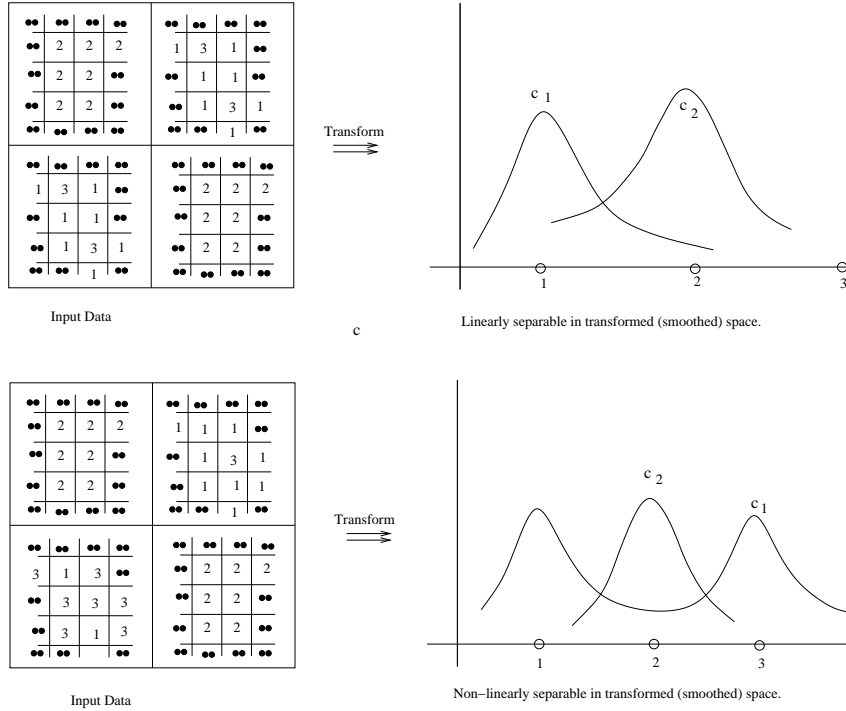 2 2 2
2 2
2 2
1 3 1
1 1
1 3 1
1
1 3 1
1 1
1 3 1
1
2 2 2
2 2
2 2
Input Data
Transform
c 1
c 2
1 2 3
Linearly separable in transformed (smoothed) space.
c
2 2 2
2 2
2 2
1 1 1
1 3 1
1 1 1
1
3 1 3
3 3 3
3 1 3
2 2 2
2 2
2 2
Input Data
Transform
c 2
c 1
1 2 3
Non-linearly separable in transformed (smoothed) space.